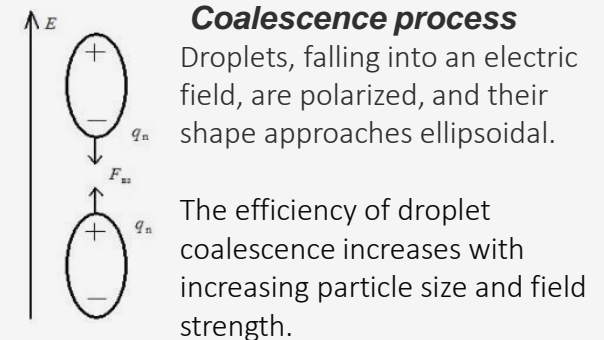 E
Coalescence process
Droplets, falling into an electric
field, are polarized, and their
shape approaches ellipsoidal.
+
−
qn
+
qn
−
The efficiency of droplet
coalescence increases with
increasing particle size and field
strength.